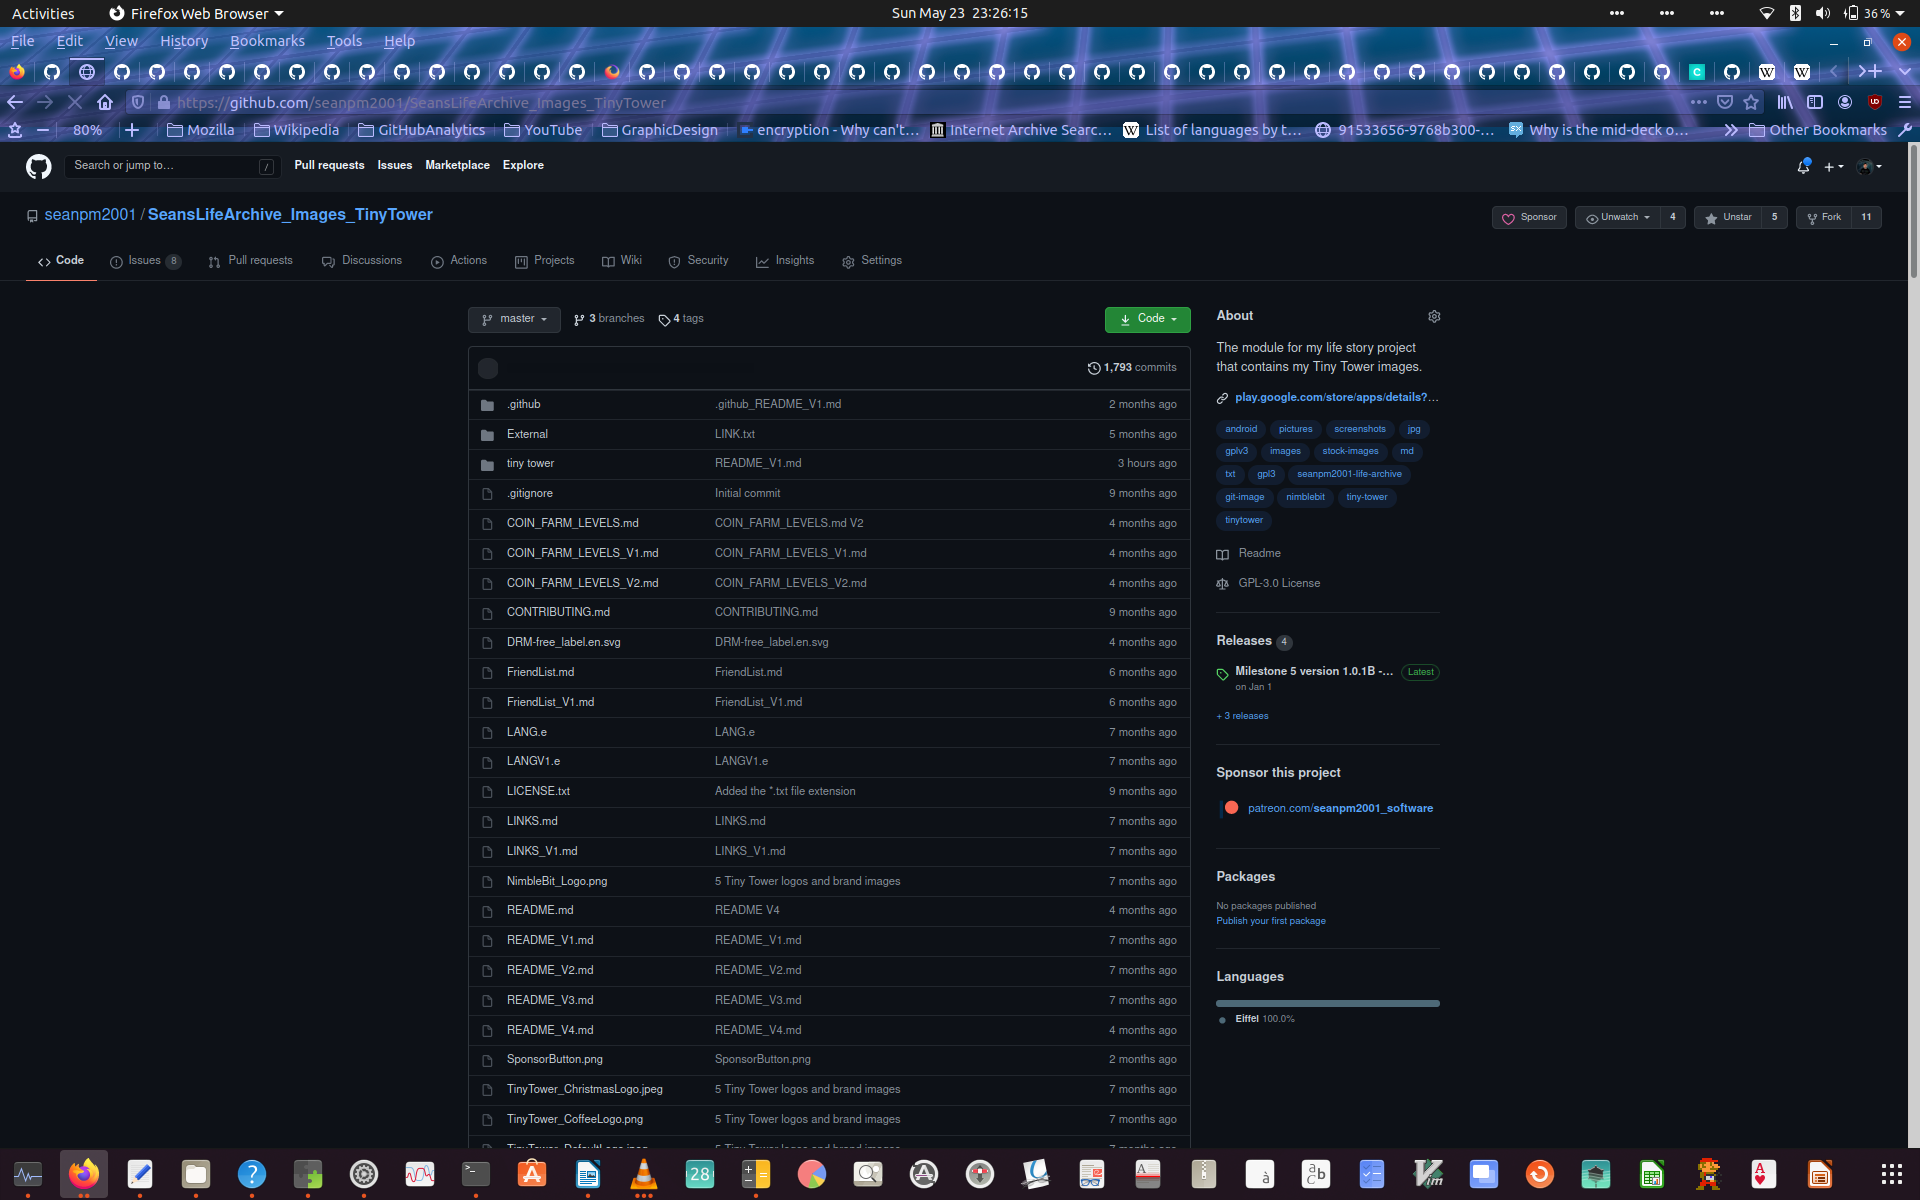 Activities Firefox Web Browser Sun May 23 23:26:15 36 %
File Edit View History Bookmarks Tools Help
https://github.com/seanpm2001/SeansLifeArchive_Images_TinyTower
80% Mozilla Wikipedia GitHubAnalytics YouTube GraphicDesign encryption - Why can't… Internet Archive Searc… List of languages by t… 91533656-9768b300-… Why is the mid-deck o… Other Bookmarks
Search or jump to… / Pull requests Issues Marketplace Explore
seanpm2001 / SeansLifeArchive_Images_TinyTower Sponsor Unwatch 4 Unstar 5 Fork 11
Code Issues 8 Pull requests Discussions Actions Projects Wiki Security Insights Settings
master 3 branches 4 tags Code
1,793 commits
.github .github_README_V1.md 2 months ago
External LINK.txt 5 months ago
tiny tower README_V1.md 3 hours ago
.gitignore Initial commit 9 months ago
COIN_FARM_LEVELS.md COIN_FARM_LEVELS.md V2 4 months ago
COIN_FARM_LEVELS_V1.md COIN_FARM_LEVELS_V1.md 4 months ago
COIN_FARM_LEVELS_V2.md COIN_FARM_LEVELS_V2.md 4 months ago
CONTRIBUTING.md CONTRIBUTING.md 9 months ago
DRM-free_label.en.svg DRM-free_label.en.svg 4 months ago
FriendList.md FriendList.md 6 months ago
FriendList_V1.md FriendList_V1.md 6 months ago
LANG.e LANG.e 7 months ago
LANGV1.e LANGV1.e 7 months ago
LICENSE.txt Added the *.txt file extension 9 months ago
LINKS.md LINKS.md 7 months ago
LINKS_V1.md LINKS_V1.md 7 months ago
NimbleBit_Logo.png 5 Tiny Tower logos and brand images 7 months ago
README.md README V4 4 months ago
README_V1.md README_V1.md 7 months ago
README_V2.md README_V2.md 7 months ago
README_V3.md README_V3.md 7 months ago
README_V4.md README_V4.md 4 months ago
SponsorButton.png SponsorButton.png 2 months ago
TinyTower_ChristmasLogo.jpeg 5 Tiny Tower logos and brand images 7 months ago
TinyTower_CoffeeLogo.png 5 Tiny Tower logos and brand images 7 months ago
About
The module for my life story project
that contains my Tiny Tower images.
play.google.com/store/apps/details?…
android pictures screenshots jpg
gplv3 images stock-images md
txt gpl3 seanpm2001-life-archive
git-image nimblebit tiny-tower
tinytower
Readme
GPL-3.0 License
Releases 4
Milestone 5 version 1.0.1B -… Latest
on Jan 1
+ 3 releases
Sponsor this project
patreon.com/seanpm2001_software
Packages
No packages published
Publish your first package
Languages
Eiffel 100.0%
28